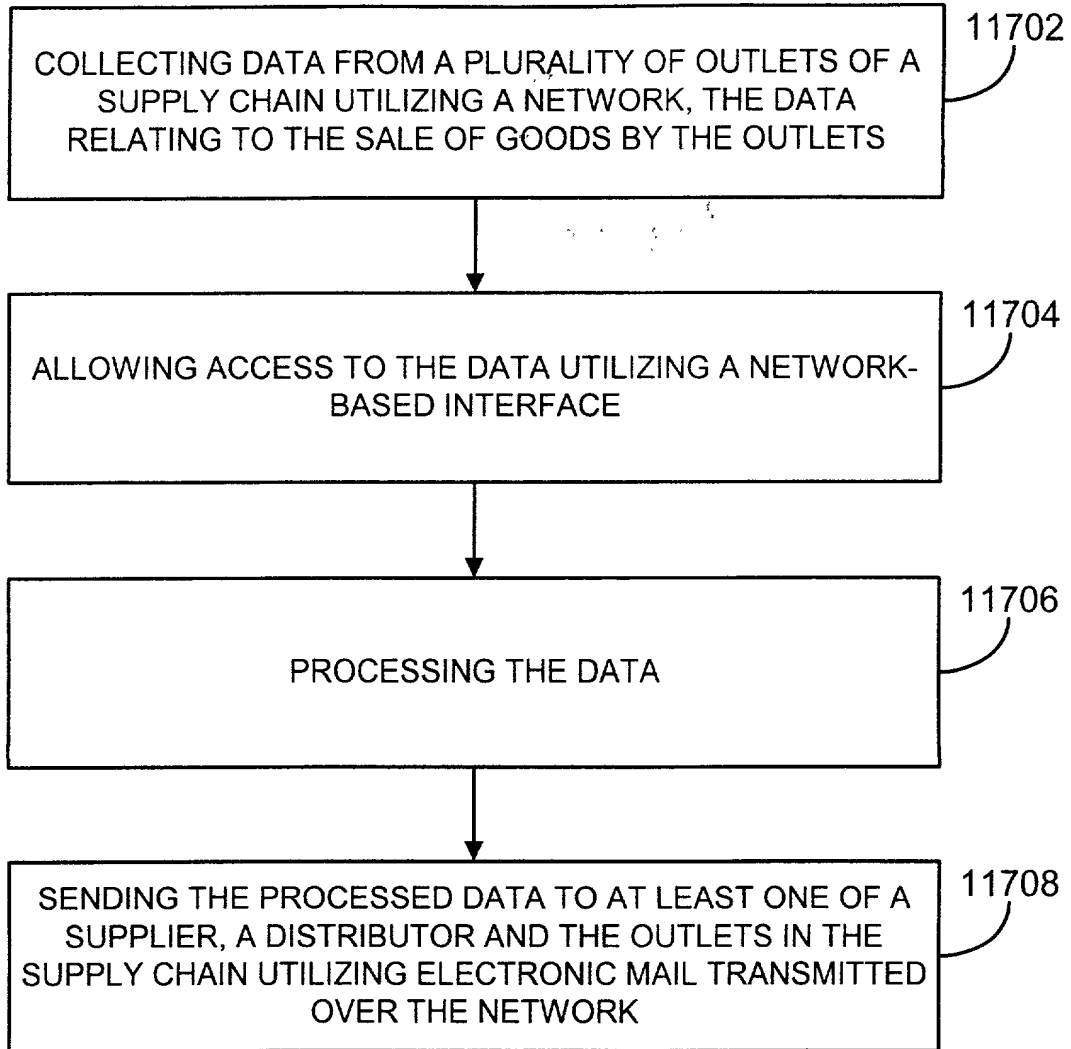 11702
COLLECTING DATA FROM A PLURALITY OF OUTLETS OF A
SUPPLY CHAIN UTILIZING A NETWORK, THE DATA
RELATING TO THE SALE OF GOODS BY THE OUTLETS
11704
ALLOWING ACCESS TO THE DATA UTILIZING A NETWORK-
BASED INTERFACE
11706
PROCESSING THE DATA
11708
SENDING THE PROCESSED DATA TO AT LEAST ONE OF A
SUPPLIER, A DISTRIBUTOR AND THE OUTLETS IN THE
SUPPLY CHAIN UTILIZING ELECTRONIC MAIL TRANSMITTED
OVER THE NETWORK